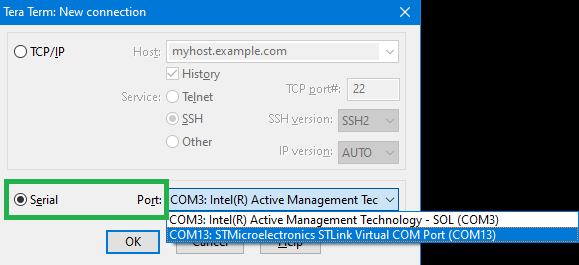 Tera Term: New connection
TCP/IP
Host:
myhost.example.com
History
Service:
Telnet
TCP port#:
22
SSH
SSH version:
SSH2
Other
IP version:
AUTO
Serial
Port:
COM3: Intel(R) Active Management Tec
COM3: Intel(R) Active Management Technology - SOL (COM3)
COM13: STMicroelectronics STLink Virtual COM Port (COM13)
OK
Cancel
Help